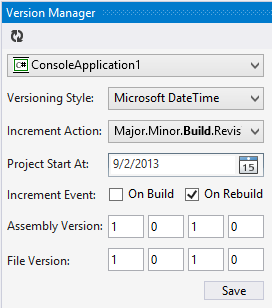 Version Manager
C# ConsoleApplication1
Versioning Style: Microsoft DateTime
Increment Action: Major.Minor.Build.Revis
Project Start At: 9/2/2013 15
Increment Event: On Build On Rebuild
Assembly Version: 1 0 1 0
File Version: 1 0 1 0
Save